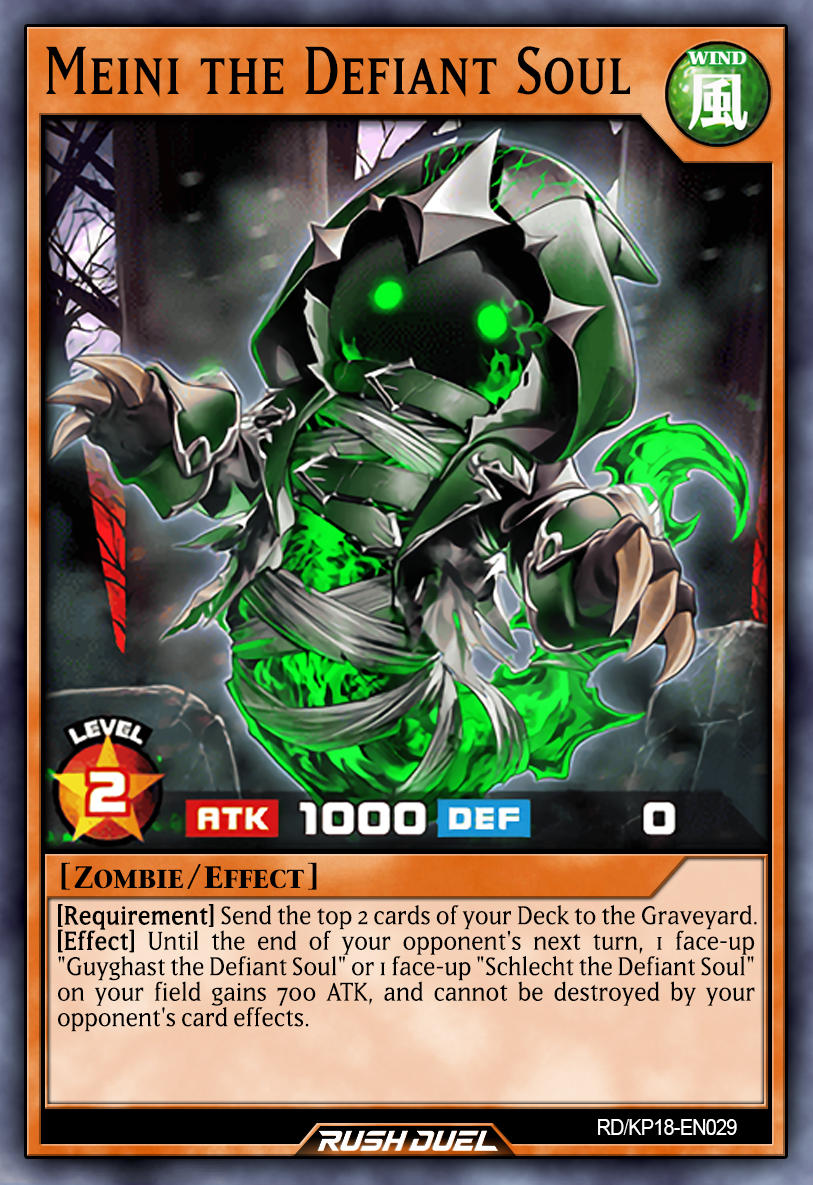 Meini the Defiant Soul
WIND
風
LEVEL
2
ATK 1000 DEF 0
[Zombie/Effect]
[Requirement] Send the top 2 cards of your Deck to the Graveyard.
[Effect] Until the end of your opponent's next turn, 1 face-up
"Guyghast the Defiant Soul" or 1 face-up "Schlecht the Defiant Soul"
on your field gains 700 ATK, and cannot be destroyed by your
opponent's card effects.
RD/KP18-EN029
RUSH DUEL